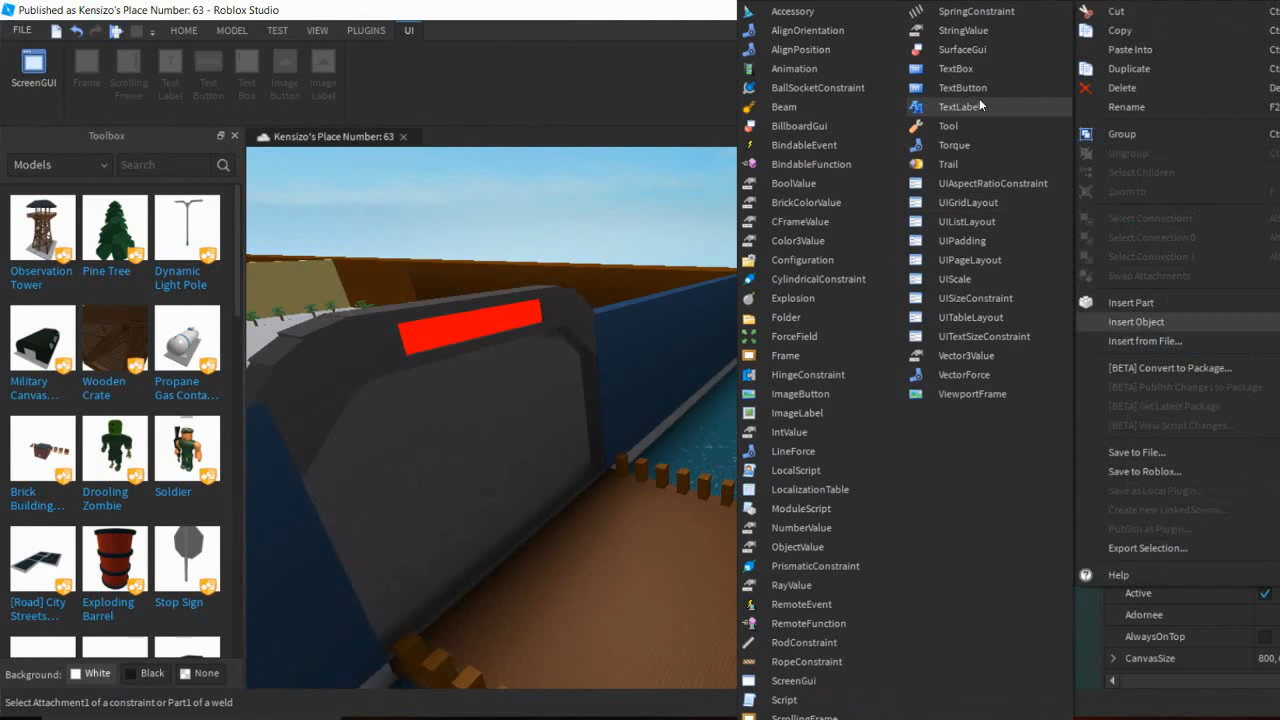 Published as Kensizo's Place Number: 63 - Roblox Studio
FILE HOME MODEL TEST VIEW PLUGINS UI
ScreenGUI
Frame
Scrolling Frame
Text Label
Text Button
Text Box
Image Button
Image Label
Toolbox
Kensizo's Place Number: 63
Models
Search
Observation Tower
Pine Tree
Dynamic Light Pole
Military Canvas...
Wooden Crate
Propane Gas Conta...
Brick Building...
Drooling Zombie
Soldier
[Road] City Streets...
Exploding Barrel
Stop Sign
Background: White Black None
Select Attachment1 of a constraint or Part1 of a weld
Accessory
AlignOrientation
AlignPosition
Animation
BallSocketConstraint
Beam
BillboardGui
BindableEvent
BindableFunction
BoolValue
BrickColorValue
CFrameValue
Color3Value
Configuration
CylindricalConstraint
Explosion
Folder
ForceField
Frame
HingeConstraint
ImageButton
ImageLabel
IntValue
LineForce
LocalScript
LocalizationTable
ModuleScript
NumberValue
ObjectValue
PrismaticConstraint
RayValue
RemoteEvent
RemoteFunction
RodConstraint
RopeConstraint
ScreenGui
Script
ScrollingFrame
SpringConstraint
StringValue
SurfaceGui
TextBox
TextButton
TextLabel
Tool
Torque
Trail
UIAspectRatioConstraint
UIGridLayout
UIListLayout
UIPadding
UIPageLayout
UIScale
UISizeConstraint
UITableLayout
UITextSizeConstraint
Vector3Value
VectorForce
ViewportFrame
Cut Ct
Copy Ct
Paste Into Ct
Duplicate Ct
Delete
Rename F2
Group Ct
Ungroup
Select Children
Zoom to
Select Connections Al
Select Connection 0
Select Connection 1
Swap Attachments
Insert Part
Insert Object
Insert from File...
[BETA] Convert to Package...
[BETA] Publish Changes to Package
[BETA] Get Latest Package
[BETA] View Script Changes...
Save to File...
Save to Roblox...
Save as Local Plugin...
Create new LinkedSource...
Publish as Plugin...
Export Selection...
Help
Active
Adornee
AlwaysOnTop
CanvasSize 800,